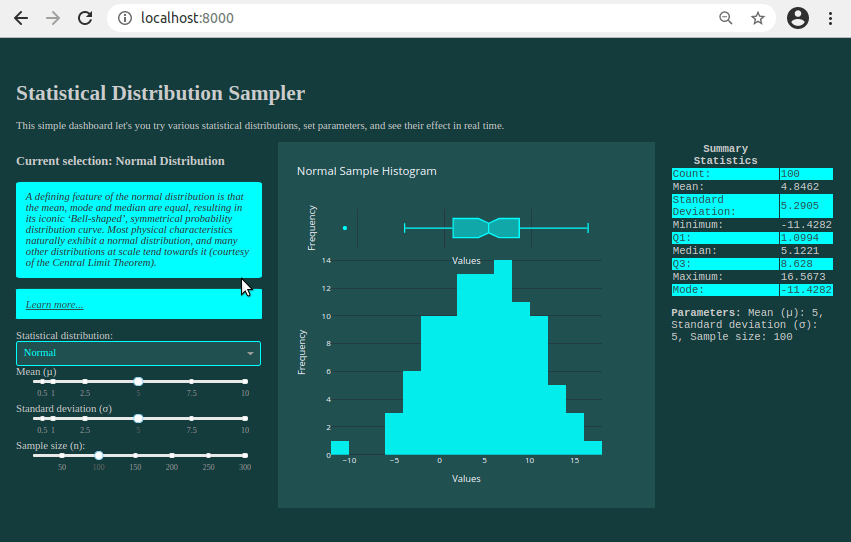 localhost:8000
Statistical Distribution Sampler
This simple dashboard let's you try various statistical distributions, set parameters, and see their effect in real time.
Current selection: Normal Distribution
A defining feature of the normal distribution is that
the mean, mode and median are equal, resulting in
its iconic ‘Bell-shaped’, symmetrical probability
distribution curve. Most physical characteristics
naturally exhibit a normal distribution, and many
other distributions at scale tend towards it (courtesy
of the Central Limit Theorem).
Learn more...
Statistical distribution:
Normal
Mean (μ)
0.5 1 2.5 5 7.5 10
Standard deviation (σ)
0.5 1 2.5 5 7.5 10
Sample size (n):
50 100 150 200 250 300
Normal Sample Histogram
Frequency
Values
Frequency
14
12
10
8
6
4
2
0
−10 −5 0 5 10 15
Values
Summary
Statistics
Count: 100
Mean: 4.8462
Standard
Deviation: 5.2905
Minimum: -11.4282
Q1: 1.0994
Median: 5.1221
Q3: 8.628
Maximum: 16.5673
Mode: -11.4282
Parameters: Mean (μ): 5,
Standard deviation (σ):
5, Sample size: 100